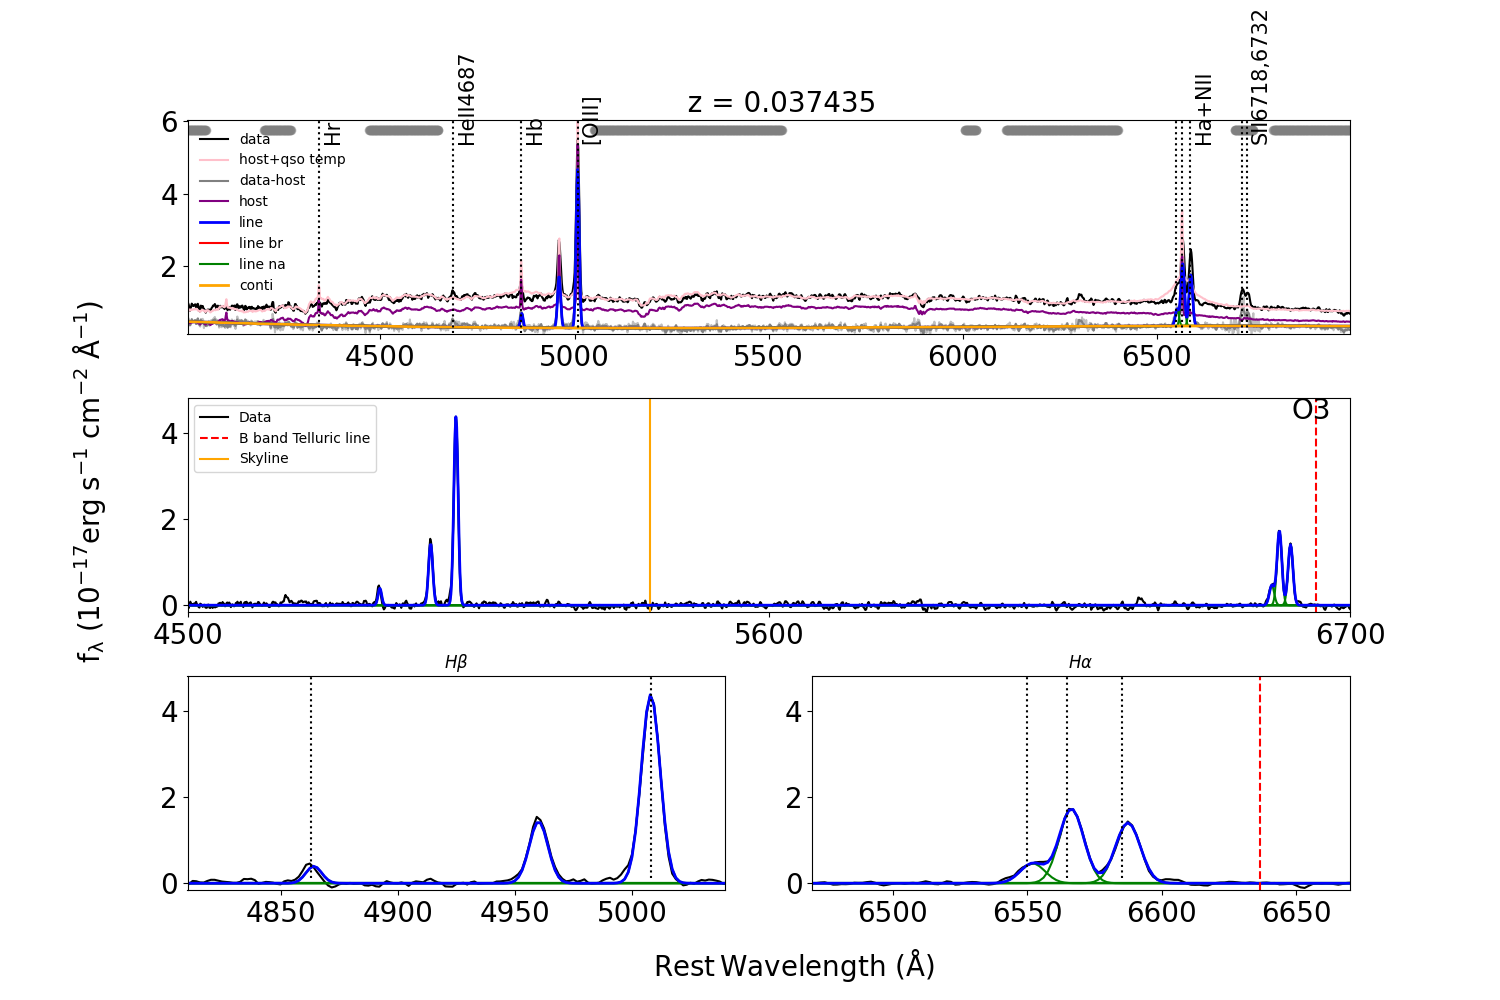 z = 0.037435
Hr
HeII4687
Hb
[OIII]
Ha+NII
SII6718,6732
6
4
2
data
host+qso temp
data-host
host
line
line br
line na
conti
4500 5000 5500 6000 6500
f_λ (10^−17 erg s^−1 cm^−2 Å^−1)
O3
4
2
0
Data
B band Telluric line
Skyline
4500 5600 6700
Hβ
4
2
0
4850 4900 4950 5000
Hα
4
2
0
6500 6550 6600 6650
Rest Wavelength (Å)